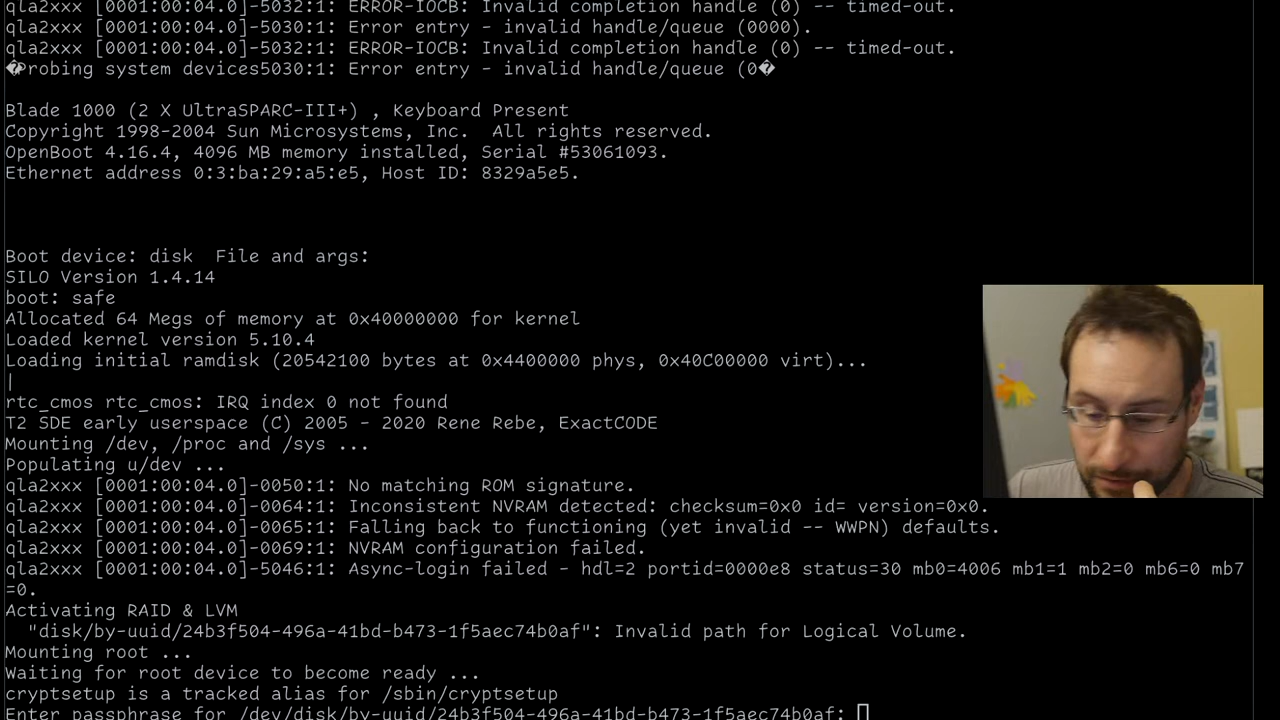 qla2xxx [0001:00:04.0]-5032:1: ERROR-IOCB: Invalid completion handle (0) -- timed-out.
qla2xxx [0001:00:04.0]-5030:1: Error entry - invalid handle/queue (0000).
qla2xxx [0001:00:04.0]-5032:1: ERROR-IOCB: Invalid completion handle (0) -- timed-out.
�Probing system devices5030:1: Error entry - invalid handle/queue (0�
Blade 1000 (2 X UltraSPARC-III+) , Keyboard Present
Copyright 1998-2004 Sun Microsystems, Inc.  All rights reserved.
OpenBoot 4.16.4, 4096 MB memory installed, Serial #53061093.
Ethernet address 0:3:ba:29:a5:e5, Host ID: 8329a5e5.
Boot device: disk  File and args:
SILO Version 1.4.14
boot: safe
Allocated 64 Megs of memory at 0x40000000 for kernel
Loaded kernel version 5.10.4
Loading initial ramdisk (20542100 bytes at 0x4400000 phys, 0x40C00000 virt)...
|
rtc_cmos rtc_cmos: IRQ index 0 not found
T2 SDE early userspace (C) 2005 - 2020 Rene Rebe, ExactCODE
Mounting /dev, /proc and /sys ...
Populating u/dev ...
qla2xxx [0001:00:04.0]-0050:1: No matching ROM signature.
qla2xxx [0001:00:04.0]-0064:1: Inconsistent NVRAM detected: checksum=0x0 id= version=0x0.
qla2xxx [0001:00:04.0]-0065:1: Falling back to functioning (yet invalid -- WWPN) defaults.
qla2xxx [0001:00:04.0]-0069:1: NVRAM configuration failed.
qla2xxx [0001:00:04.0]-5046:1: Async-login failed - hdl=2 portid=0000e8 status=30 mb0=4006 mb1=1 mb2=0 mb6=0 mb7
=0.
Activating RAID & LVM
  "disk/by-uuid/24b3f504-496a-41bd-b473-1f5aec74b0af": Invalid path for Logical Volume.
Mounting root ...
Waiting for root device to become ready ...
cryptsetup is a tracked alias for /sbin/cryptsetup
Enter passphrase for /dev/disk/by-uuid/24b3f504-496a-41bd-b473-1f5aec74b0af: